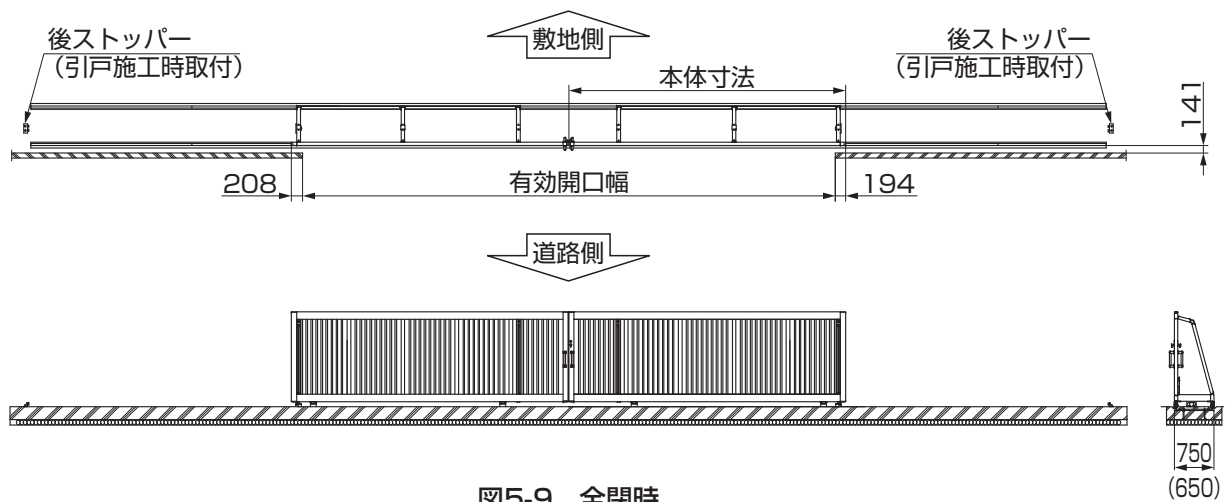 後ストッパー
（引戸施工時取付）
敷地側
後ストッパー
（引戸施工時取付）
本体寸法
141
208
有効開口幅
194
道路側
750
(650)
図5-9 全閉時